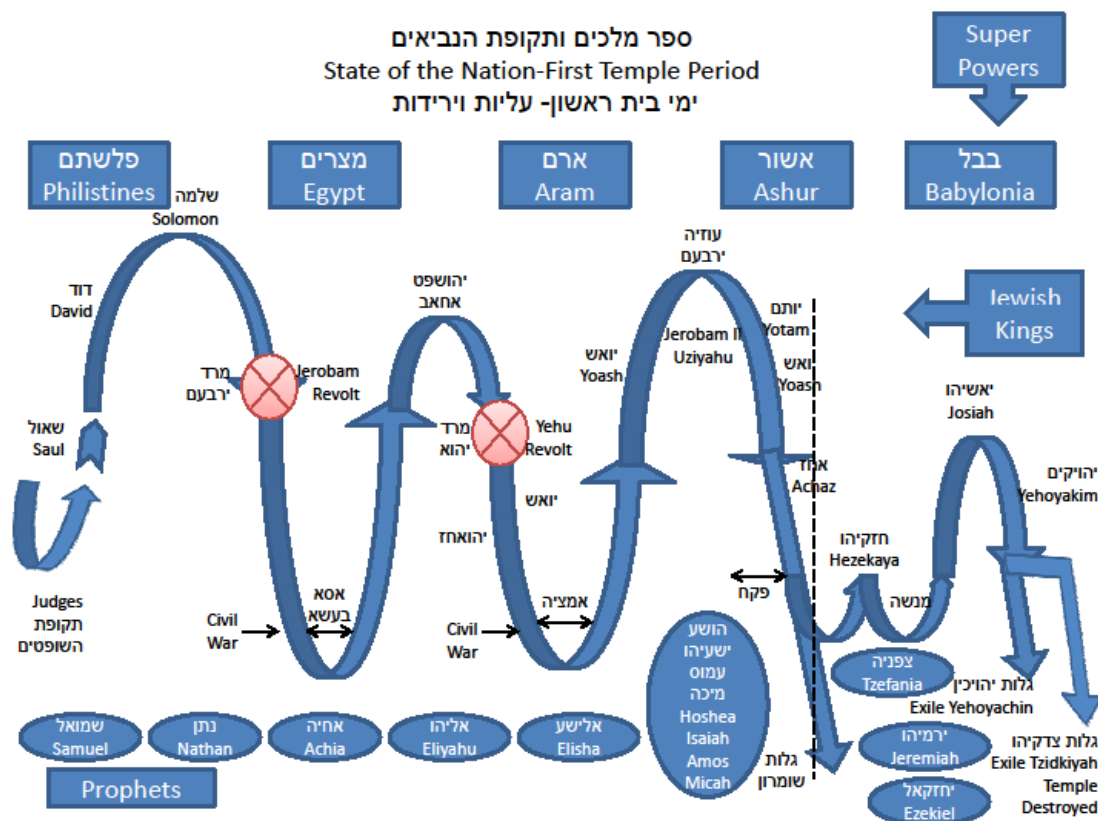 ספר מלכים ותקופת הנביאים
State of the Nation-First Temple Period
ימי בית ראשון- עליות וירידות
Super
Powers
פלשתם
Philistines
מצרים
Egypt
ארם
Aram
אשור
Ashur
בבל
Babylonia
שלמה
Solomon
דוד
David
שאול
Saul
Judges
תקופת
השופטים
מרד
ירבעם
Jerobam
Revolt
Civil
War
אסא
בעשא
יהושפט
אחאב
מרד
יהוא
Yehu
Revolt
יואש
יהואחז
Civil
War
אמציה
יואש
Yoash
עוזיה
ירבעם
Jerobam II
Uziyahu
יותם
Yotam
ואש
Yoash
אחז
Achaz
פקח
Jewish
Kings
חזקיהו
Hezekaya
מנשה
יאשיהו
Josiah
יהויקים
Yehoyakim
שמואל
Samuel
נתן
Nathan
אחיה
Achia
אליהו
Eliyahu
אלישע
Elisha
הושע
ישעיהו
עמוס
מיכה
Hoshea
Isaiah
Amos
Micah
גלות
שומרון
צפניה
Tzefania
ירמיהו
Jeremiah
יחזקאל
Ezekiel
גלות יהויכין
Exile Yehoyachin
גלות צדקיהו
Exile Tzidkiyah
Temple
Destroyed
Prophets